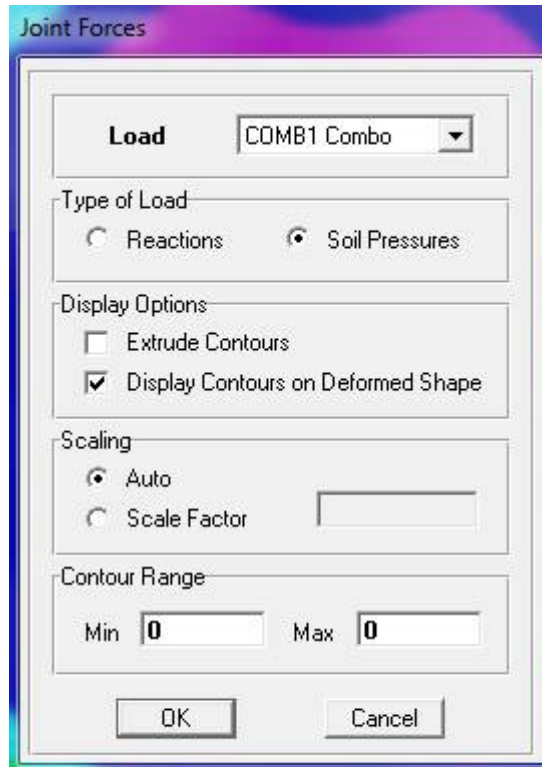 Joint Forces
Load COMB1 Combo
Type of Load
Reactions Soil Pressures
Display Options
Extrude Contours
Display Contours on Deformed Shape
Scaling
Auto
Scale Factor
Contour Range
Min 0 Max 0
OK Cancel